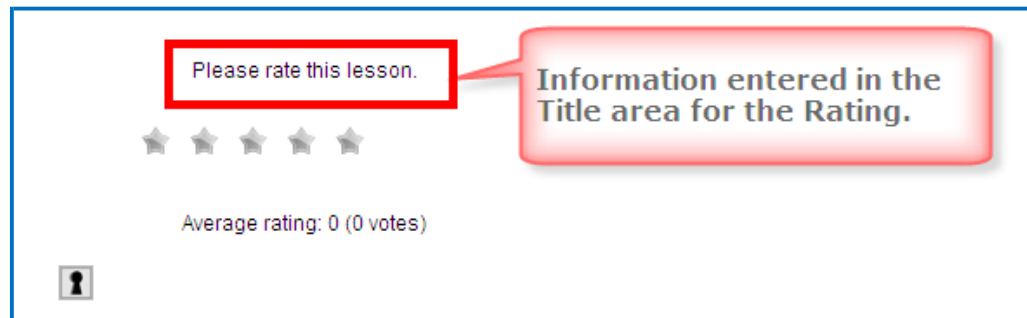 Please rate this lesson.
Information entered in the
Title area for the Rating.
Average rating: 0 (0 votes)